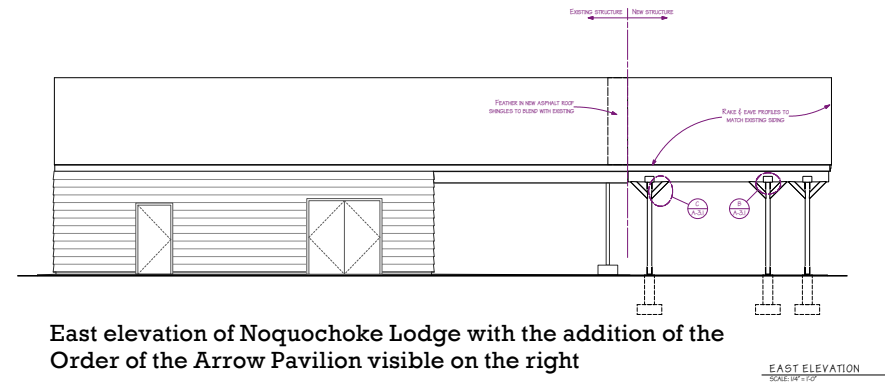 EXISTING STRUCTURE | NEW STRUCTURE
FEATHER IN NEW ASPHALT ROOF
SHINGLES TO BLEND WITH EXISTING
RAKE & EAVE PROFILES TO
MATCH EXISTING SIDING
C
A-3.1
B
A-3.1
East elevation of Noquochoke Lodge with the addition of the
Order of the Arrow Pavilion visible on the right
EAST ELEVATION
SCALE: 1/4" = 1'-0"